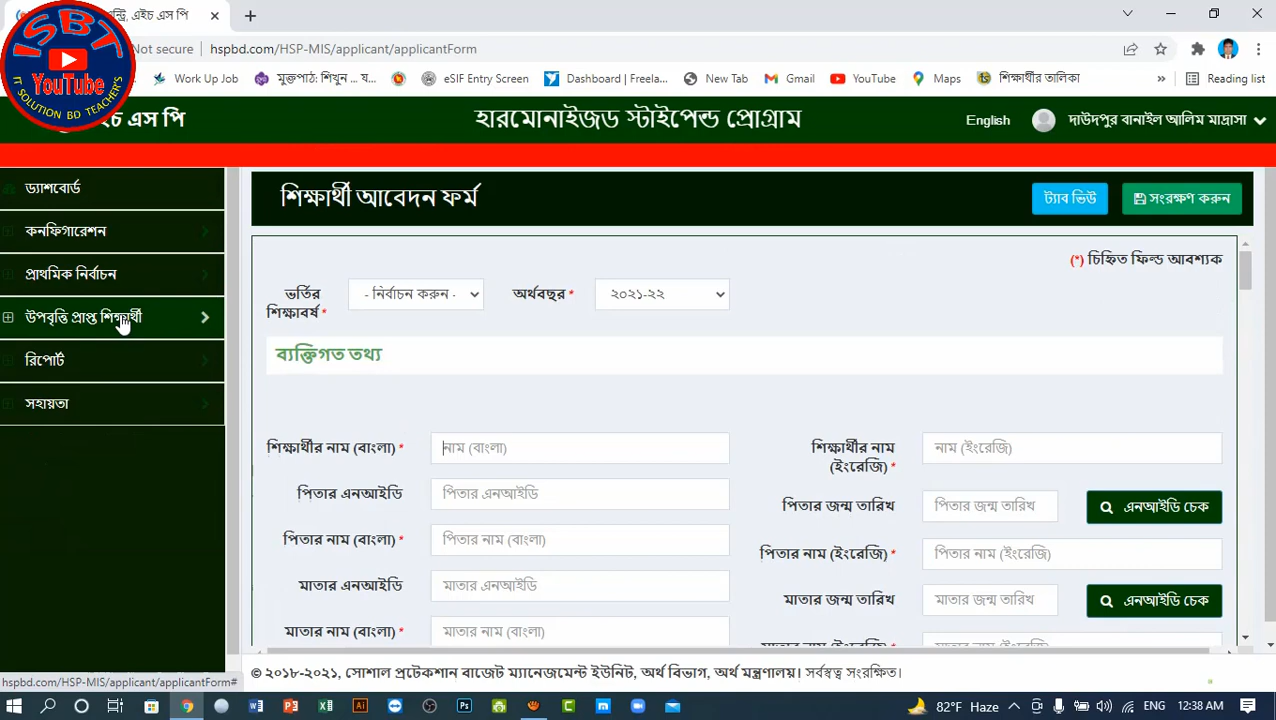 ন্ট্রি, এইচ এস পি
Not secure hspbd.com/HSP-MIS/applicant/applicantForm
Work Up Job মুক্তপাঠ: শিখুন ... য... eSIF Entry Screen Dashboard | Freela... New Tab Gmail YouTube Maps শিক্ষার্থীর তালিকা » Reading list
ISBT
YouTube
IT SOLUTION BD TEACHERS
ইচ এস পি হারমোনাইজড স্টাইপেন্ড প্রোগ্রাম English দাউদপুর বানাইল আলিম মাদ্রাসা
ড্যাশবোর্ড
কনফিগারেশন
প্রাথমিক নির্বাচন
উপবৃত্তি প্রাপ্ত শিক্ষার্থী
রিপোর্ট
সহায়তা
শিক্ষার্থী আবেদন ফর্ম ট্যাব ভিউ সংরক্ষণ করুন
(*) চিহ্নিত ফিল্ড আবশ্যক
ভর্তির শিক্ষাবর্ষ * - নির্বাচন করুন - অর্থবছর * ২০২১-২২
ব্যক্তিগত তথ্য
শিক্ষার্থীর নাম (বাংলা) * নাম (বাংলা) শিক্ষার্থীর নাম (ইংরেজি) * নাম (ইংরেজি)
পিতার এনআইডি পিতার এনআইডি পিতার জন্ম তারিখ পিতার জন্ম তারিখ এনআইডি চেক
পিতার নাম (বাংলা) * পিতার নাম (বাংলা) পিতার নাম (ইংরেজি) * পিতার নাম (ইংরেজি)
মাতার এনআইডি মাতার এনআইডি মাতার জন্ম তারিখ মাতার জন্ম তারিখ এনআইডি চেক
মাতার নাম (বাংলা) * মাতার নাম (বাংলা)
© ২০১৮-২০২১, সোশাল প্রটেকশান বাজেট ম্যানেজমেন্ট ইউনিট, অর্থ বিভাগ, অর্থ মন্ত্রণালয়। সর্বস্বত্ব সংরক্ষিত।
hspbd.com/HSP-MIS/applicant/applicantForm#
82°F Haze ENG 12:38 AM